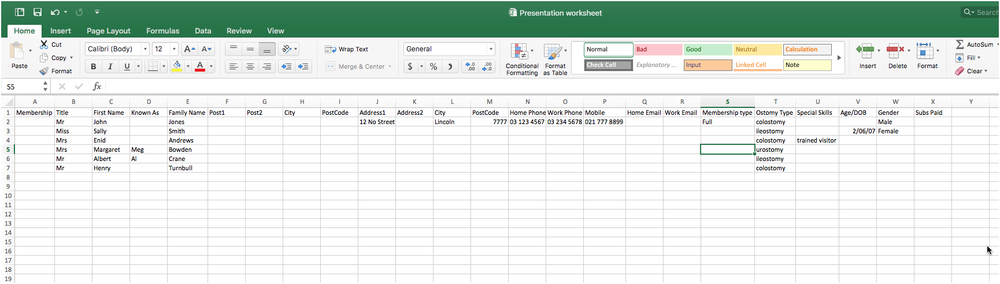 Presentation worksheet
Search
Home Insert Page Layout Formulas Data Review View
Paste
Cut
Copy
Format
Calibri (Body) 12 A A
B I U A
Wrap Text
Merge & Center
General
$ % .0 .00 .00 .0
Conditional Formatting
Format as Table
Normal Bad Good Neutral Calculation
Check Cell Explanatory ... Input Linked Cell Note
Insert Delete Format
AutoSum
Fill
Clear
S5 fx
A B C D E F G H I J K L M N O P Q R S T U V W X Y
1 Membership Title First Name Known As Family Name Post1 Post2 City PostCode Address1 Address2 City PostCode Home Phone Work Phone Mobile Home Email Work Email Membership type Ostomy Type Special Skills Age/DOB Gender Subs Paid
2 Mr John Jones 12 No Street Lincoln 7777 03 123 4567 03 234 5678 021 777 8899 Full colostomy Male
3 Miss Sally Smith ileostomy 2/06/07 Female
4 Mrs Enid Andrews colostomy trained visitor
5 Mrs Margaret Meg Bowden urostomy
6 Mr Albert Al Crane ileostomy
7 Mr Henry Turnbull colostomy
8
9
10
11
12
13
14
15
16
17
18
19